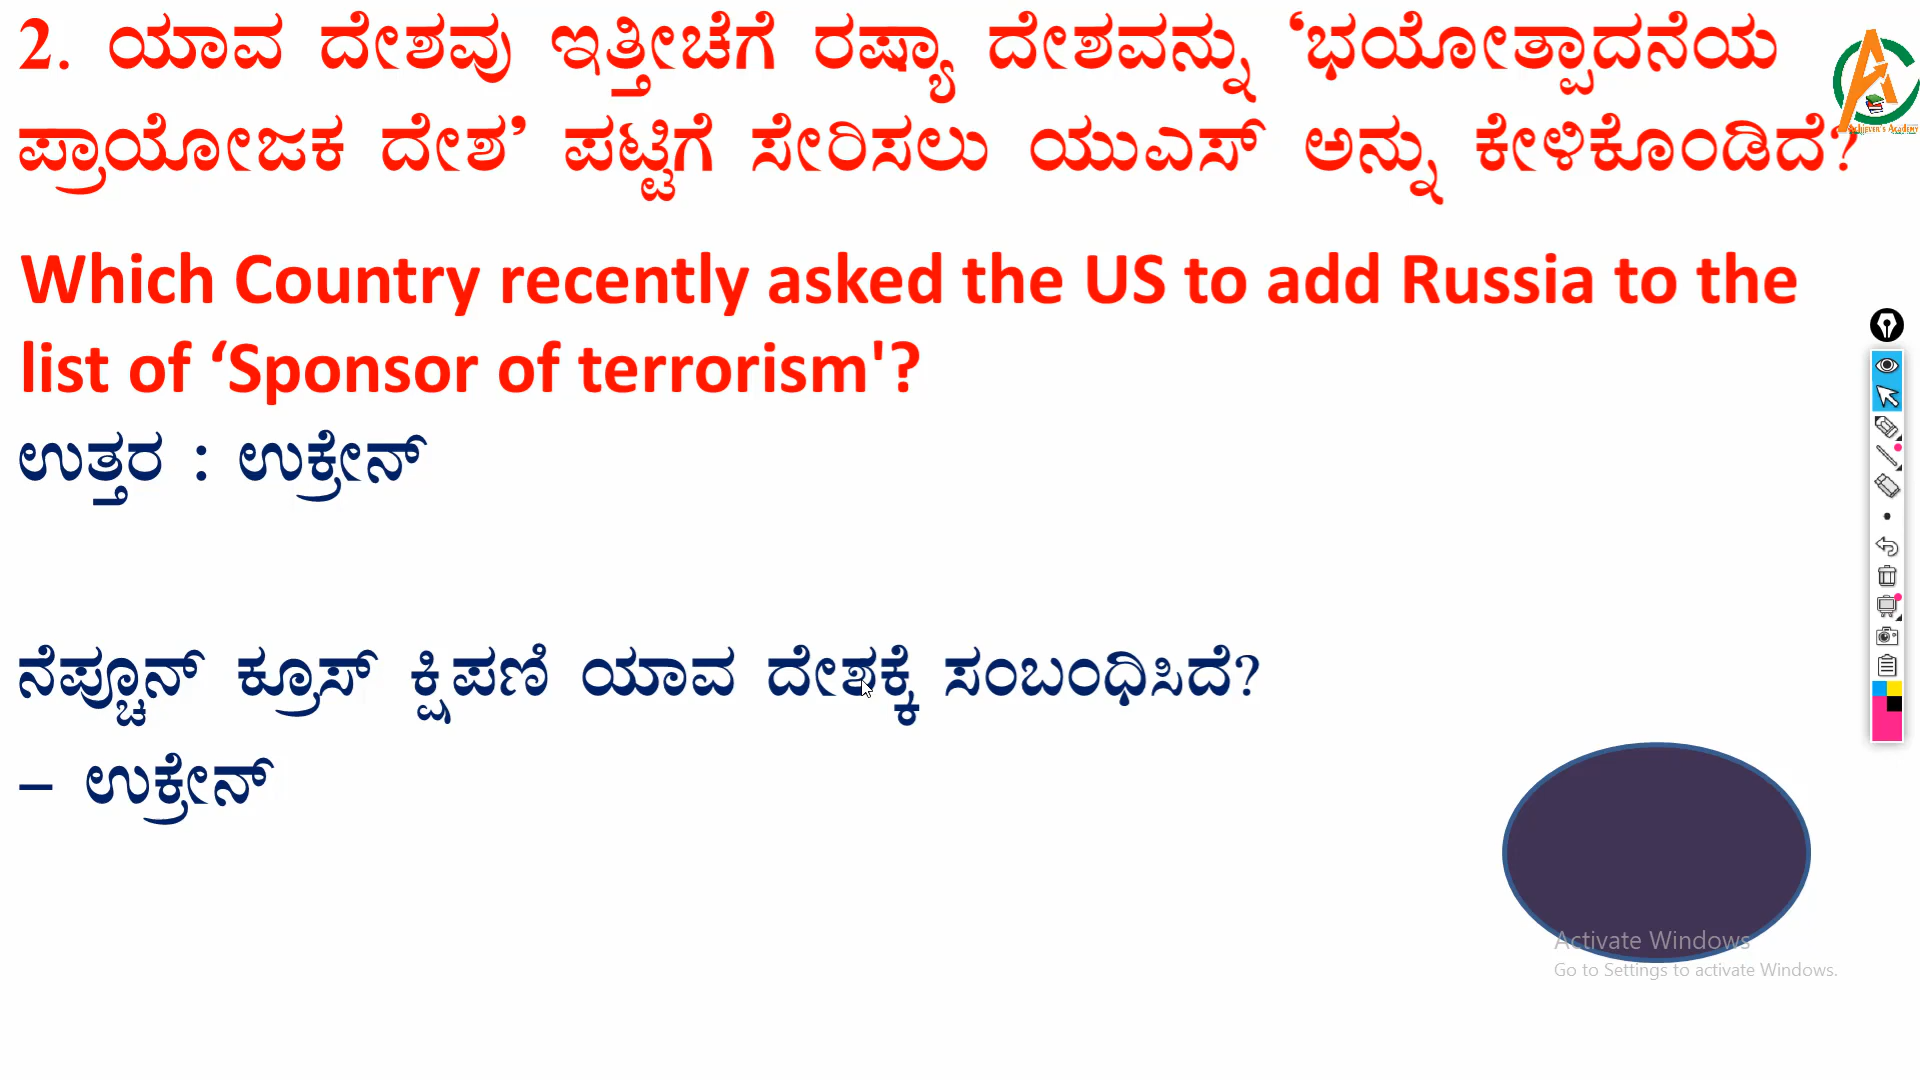 2. ಯಾವ ದೇಶವು ಇತ್ತೀಚೆಗೆ ರಷ್ಯಾ ದೇಶವನ್ನು ‘ಭಯೋತ್ಪಾದನೆಯ
ಪ್ರಾಯೋಜಕ ದೇಶ’ ಪಟ್ಟಿಗೆ ಸೇರಿಸಲು ಯುಎಸ್ ಅನ್ನು ಕೇಳಿಕೊಂಡಿದೆ?
Achiever's Academy
Which Country recently asked the US to add Russia to the
list of ‘Sponsor of terrorism'?
ಉತ್ತರ : ಉಕ್ರೇನ್
ನೆಪ್ಚೂನ್ ಕ್ರೂಸ್ ಕ್ಷಿಪಣಿ ಯಾವ ದೇಶಕ್ಕೆ ಸಂಬಂಧಿಸಿದೆ?
– ಉಕ್ರೇನ್
Activate Windows
Go to Settings to activate Windows.